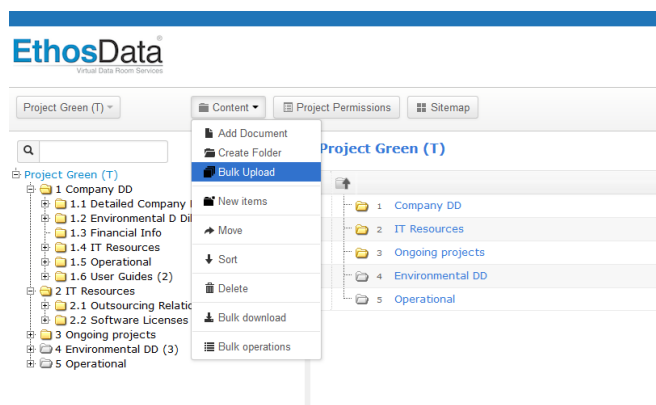 EthosData®
Virtual Data Room Services
Project Green (T)
Content
Project Permissions
Sitemap
Add Document
Create Folder
Bulk Upload
New items
Move
Sort
Delete
Bulk download
Bulk operations
Project Green (T)
1 Company DD
1.1 Detailed Company
1.2 Environmental D Di
1.3 Financial Info
1.4 IT Resources
1.5 Operational
1.6 User Guides (2)
2 IT Resources
2.1 Outsourcing Relatio
2.2 Software Licenses
3 Ongoing projects
4 Environmental DD (3)
5 Operational
Project Green (T)
1 Company DD
2 IT Resources
3 Ongoing projects
4 Environmental DD
5 Operational